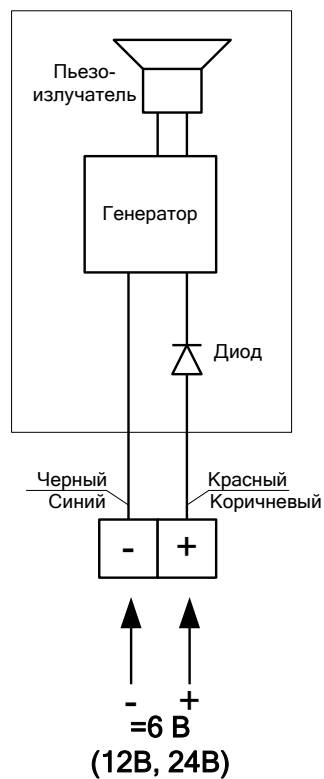 Пьезо-
излучатель
Генератор
Диод
Черный
Синий
Красный
Коричневый
- +
- +
=6 В
(12В, 24В)